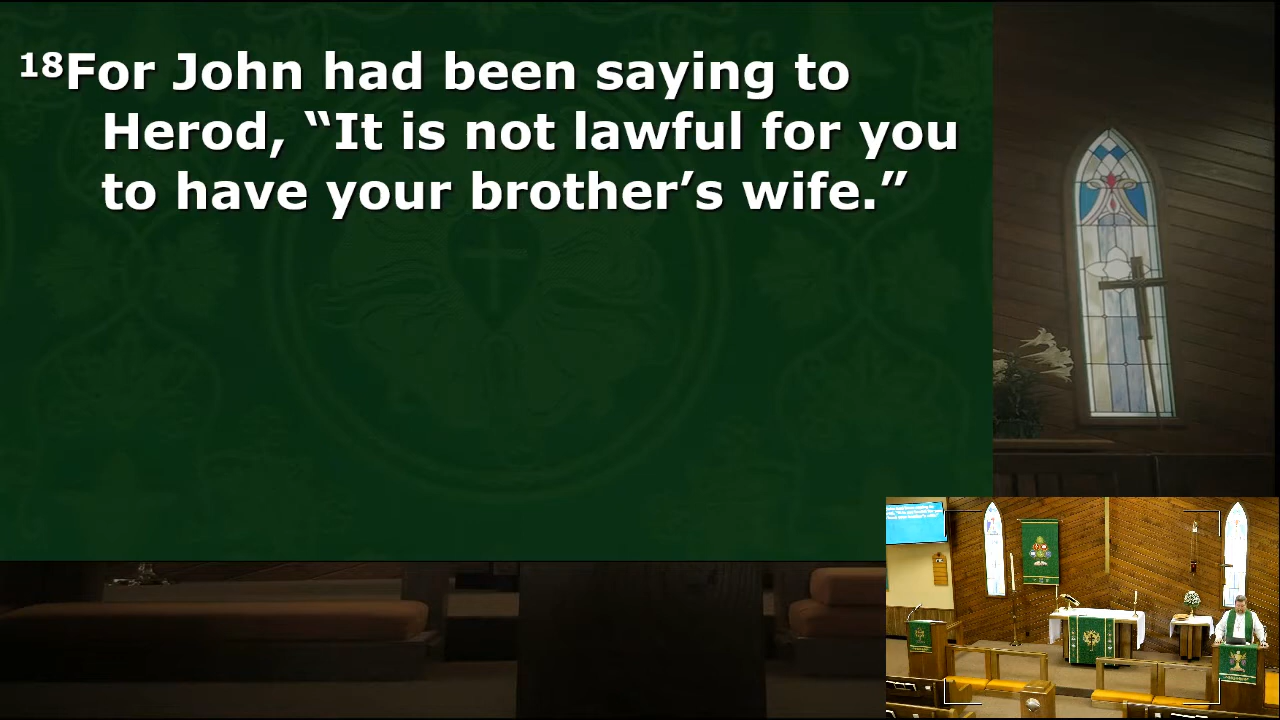 ¹⁸For John had been saying to
Herod, “It is not lawful for you
to have your brother’s wife.”